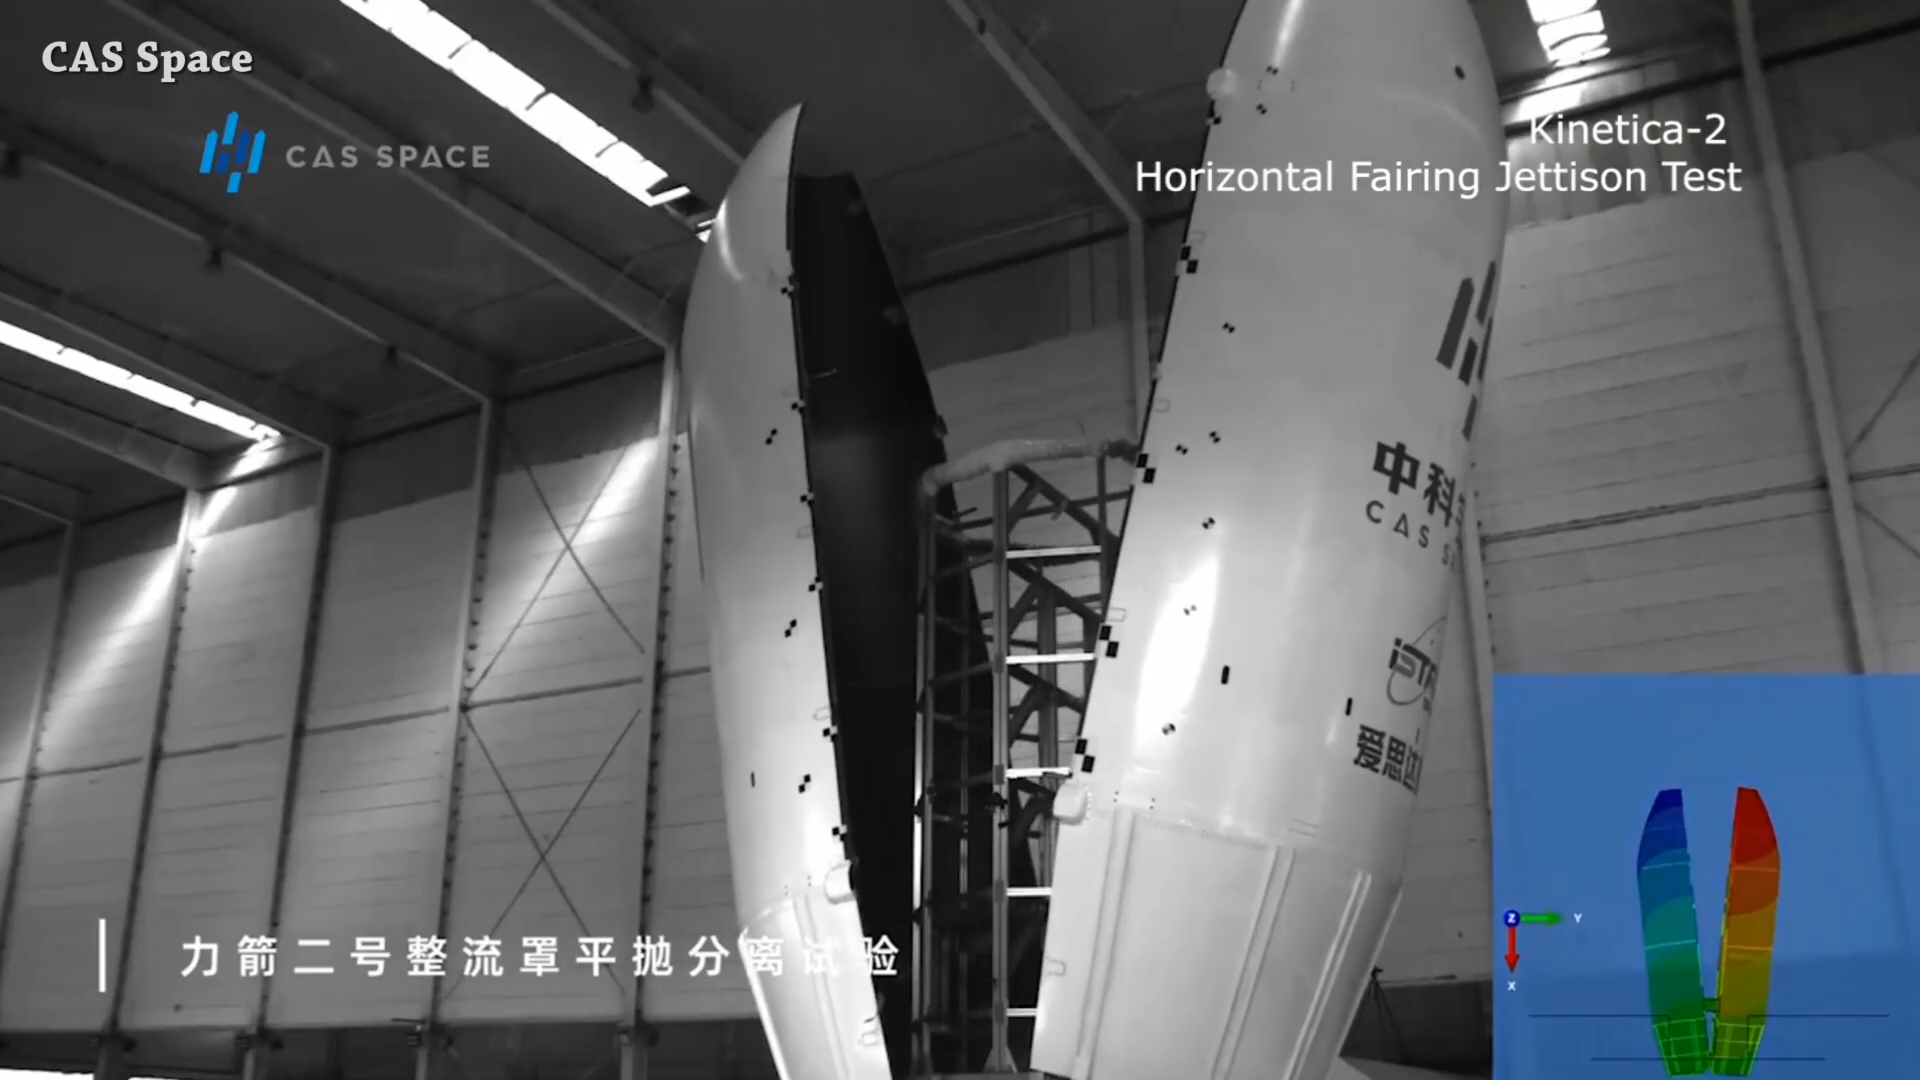 CAS Space
CAS SPACE
Kinetica-2
Horizontal Fairing Jettison Test
中科
CAS S
iSTA
爱思达
力箭二号整流罩平抛分离试验
Z
Y
X